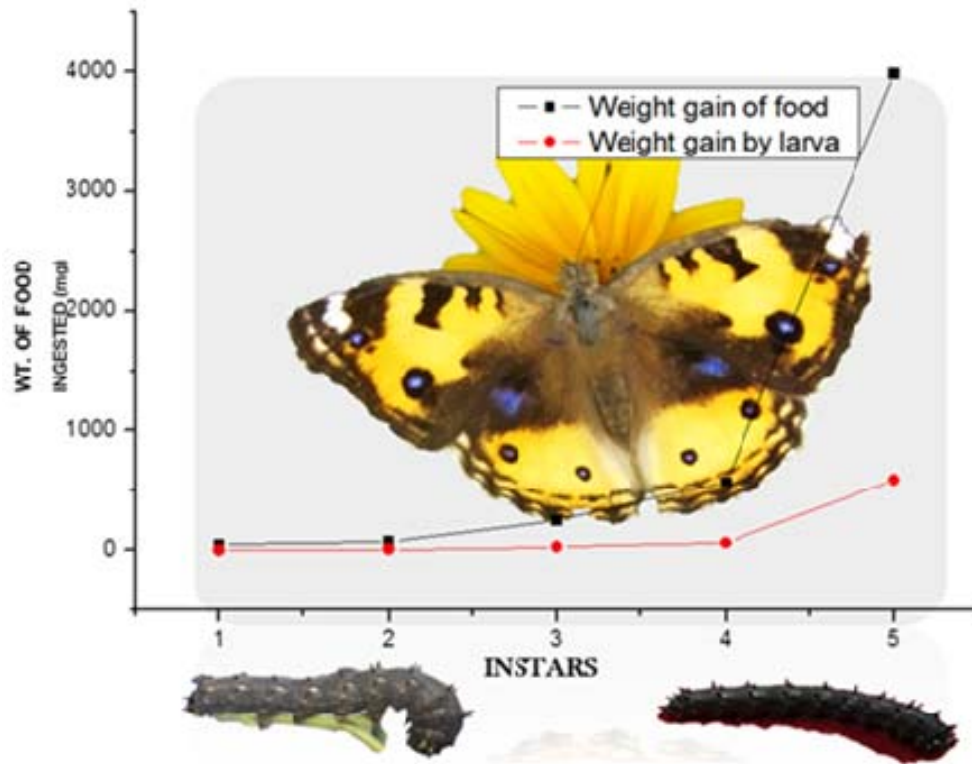 4000
3000
2000
1000
0
WT. OF FOOD
INGESTED (mg)
Weight gain of food
Weight gain by larva
1 2 3 4 5
INSTARS